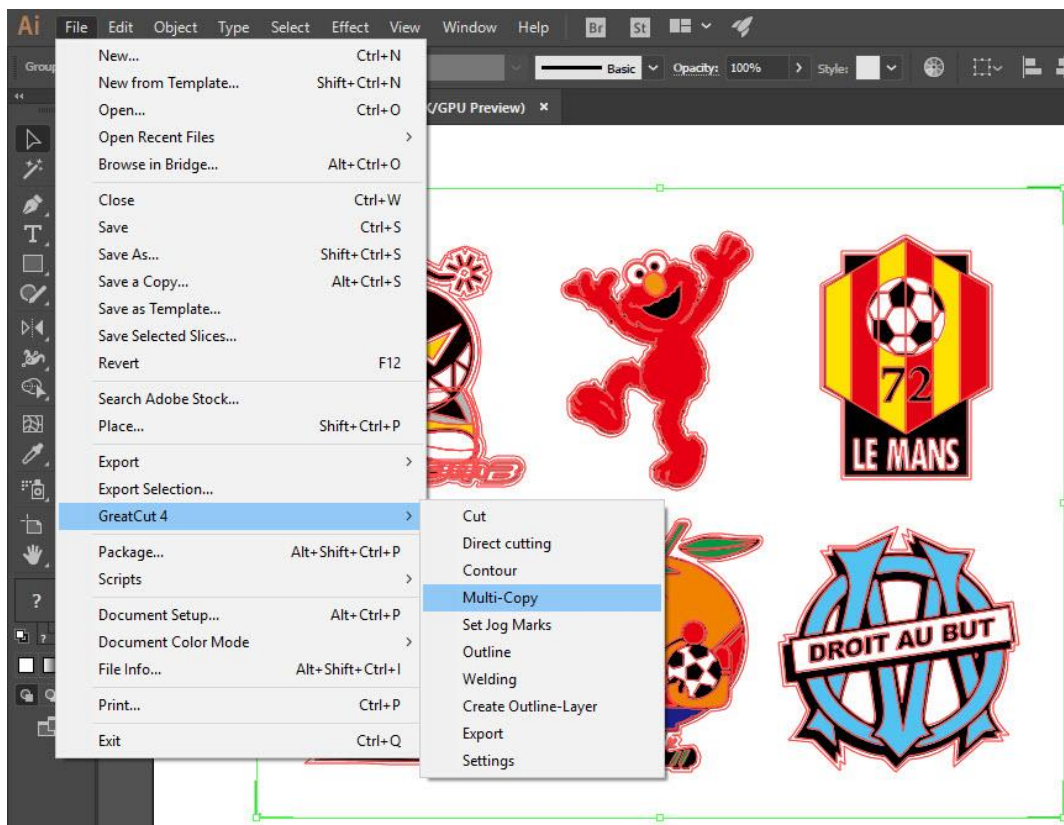 Ai File Edit Object Type Select Effect View Window Help Br St
Basic Opacity: 100% Style:
/GPU Preview) ×
New... Ctrl+N
New from Template... Shift+Ctrl+N
Open... Ctrl+O
Open Recent Files
Browse in Bridge... Alt+Ctrl+O
Close Ctrl+W
Save Ctrl+S
Save As... Shift+Ctrl+S
Save a Copy... Alt+Ctrl+S
Save as Template...
Save Selected Slices...
Revert F12
Search Adobe Stock...
Place... Shift+Ctrl+P
Export
Export Selection...
GreatCut 4
Package... Alt+Shift+Ctrl+P
Scripts
Document Setup... Alt+Ctrl+P
Document Color Mode
File Info... Alt+Shift+Ctrl+I
Print... Ctrl+P
Exit Ctrl+Q
Cut
Direct cutting
Contour
Multi-Copy
Set Jog Marks
Outline
Welding
Create Outline-Layer
Export
Settings
72
LE MANS
DROIT AU BUT